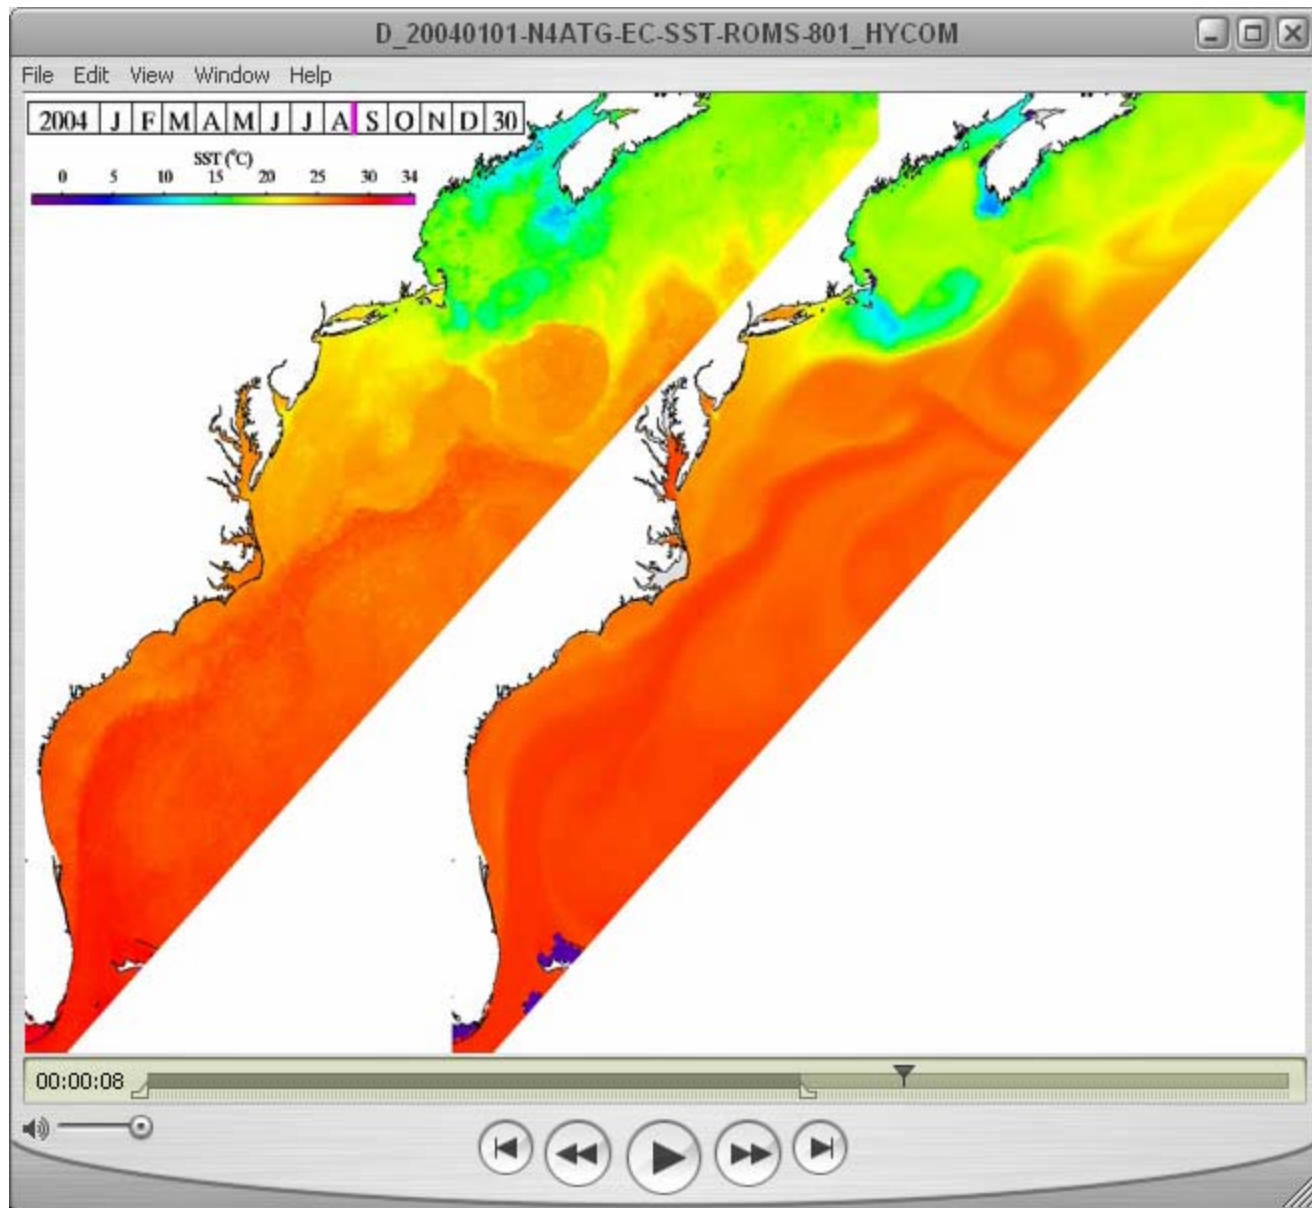 D_20040101-N4ATG-EC-SST-ROMS-801_HYCOM
File Edit View Window Help
2004 J F M A M J J A S O N D 30
SST (°C)
0 5 10 15 20 25 30 34
00:00:08